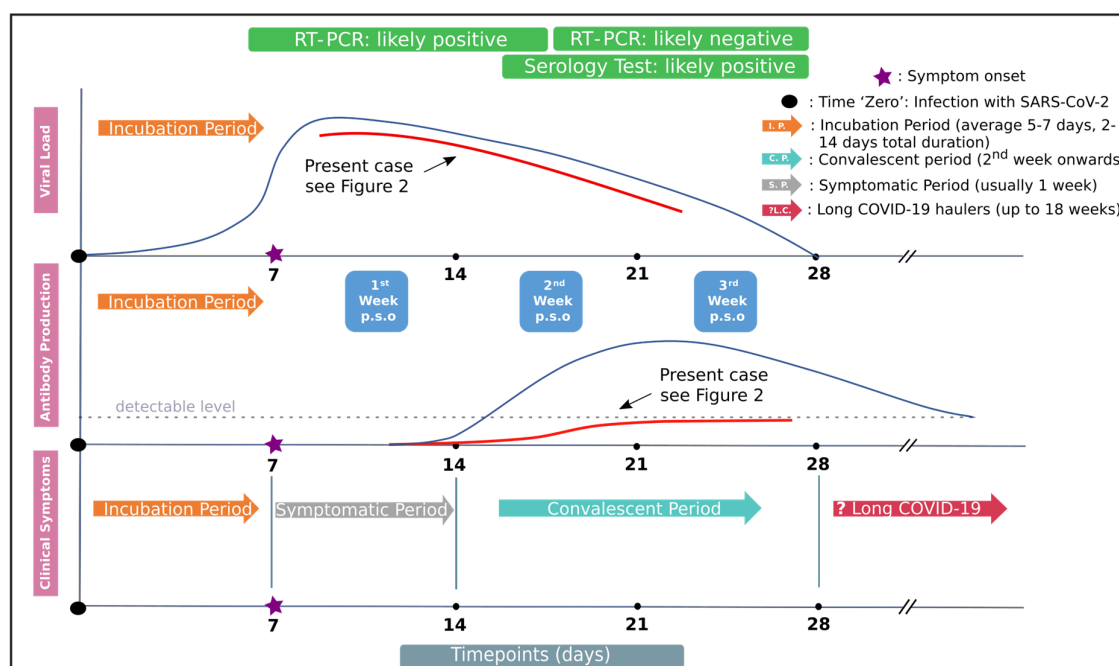 RT-PCR: likely positive
RT-PCR: likely negative
Serology Test: likely positive
: Symptom onset
: Time ‘Zero’: Infection with SARS-CoV-2
I. P.
: Incubation Period (average 5-7 days, 2-
14 days total duration)
C. P.
: Convalescent period (2nd week onwards
S. P.
: Symptomatic Period (usually 1 week)
?L.C.
: Long COVID-19 haulers (up to 18 weeks)
Viral Load
Incubation Period
Present case
see Figure 2
7
14
21
28
Antibody Production
Incubation Period
1st
Week
p.s.o
2nd
Week
p.s.o
3rd
Week
p.s.o
Present case
see Figure 2
detectable level
7
14
21
28
Clinical Symptoms
Incubation Period
Symptomatic Period
Convalescent Period
? Long COVID-19
7
14
21
28
Timepoints (days)